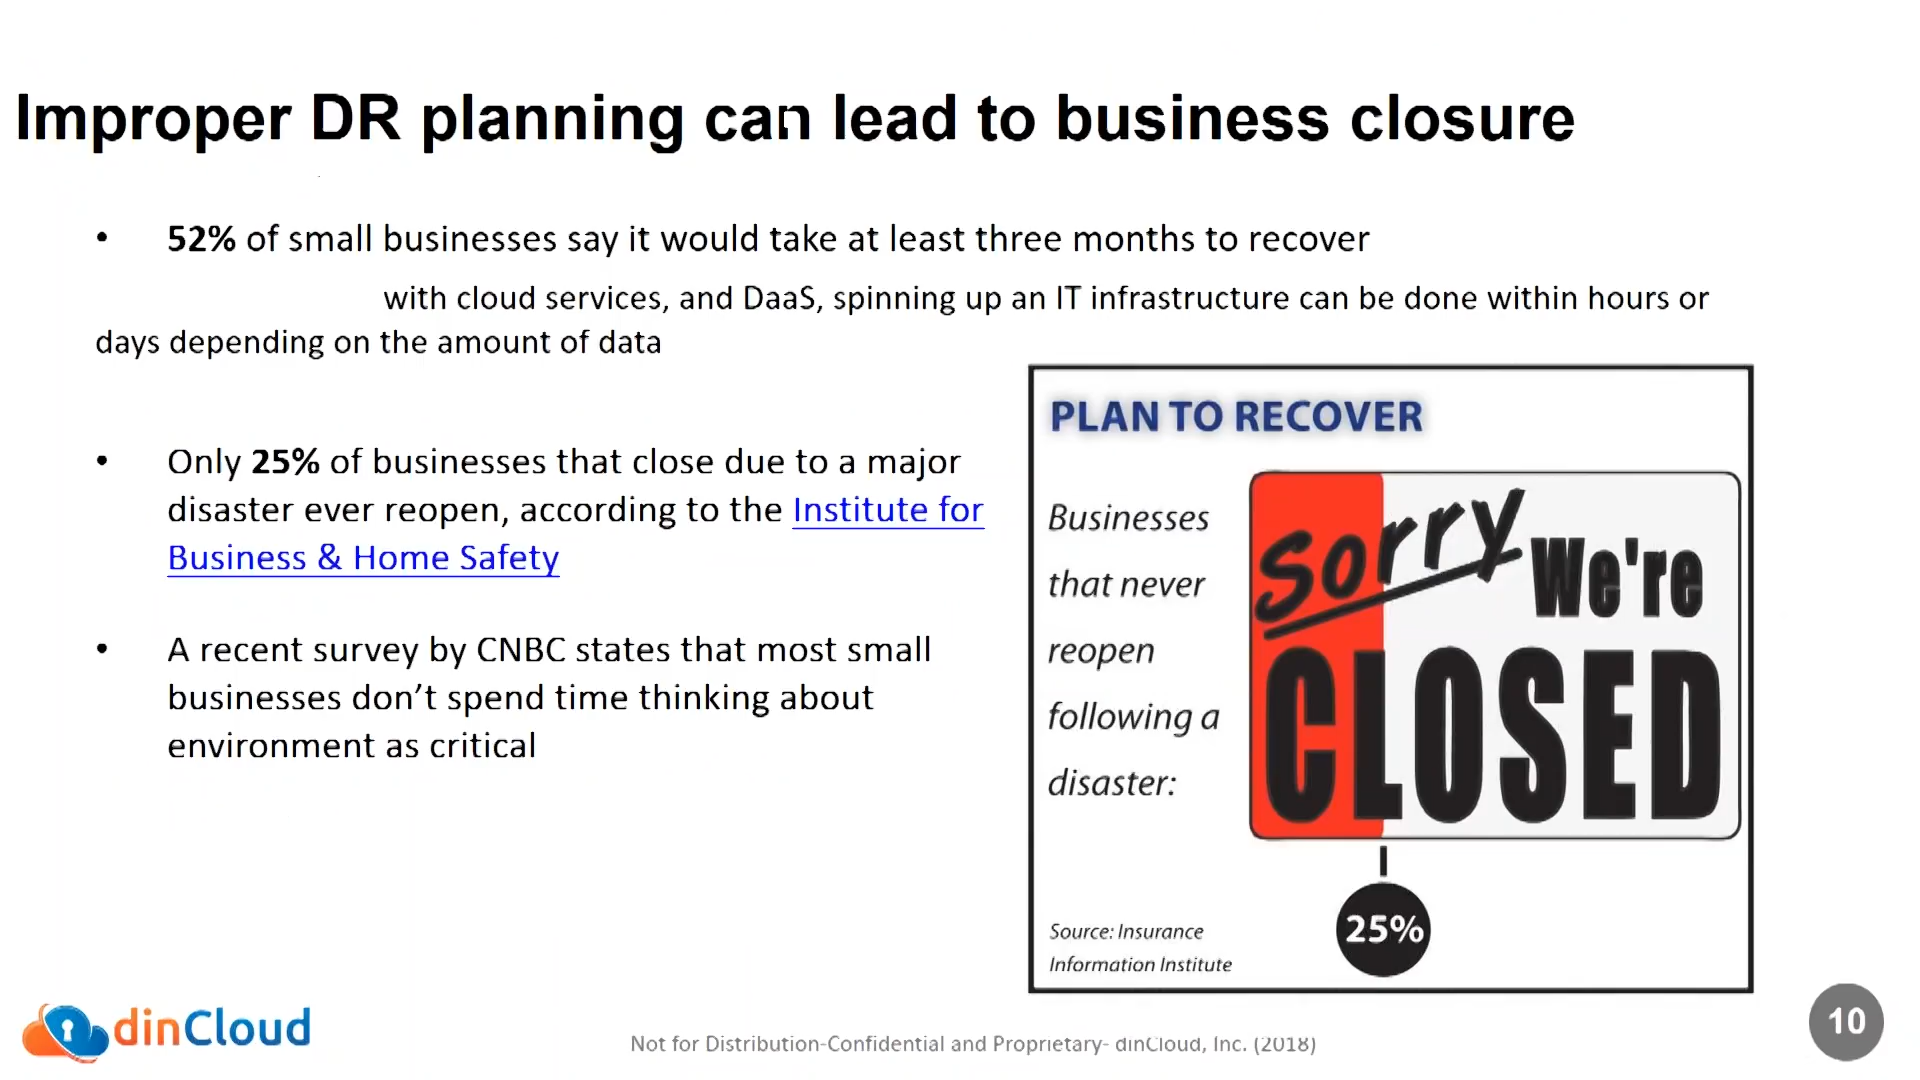 Improper DR planning can lead to business closure
• 52% of small businesses say it would take at least three months to recover
with cloud services, and DaaS, spinning up an IT infrastructure can be done within hours or
days depending on the amount of data
• Only 25% of businesses that close due to a major
disaster ever reopen, according to the Institute for
Business & Home Safety
• A recent survey by CNBC states that most small
businesses don’t spend time thinking about
environment as critical
PLAN TO RECOVER
Businesses
that never
reopen
following a
disaster:
Sorry We're
CLOSED
25%
Source: Insurance
Information Institute
dinCloud
Not for Distribution-Confidential and Proprietary- dinCloud, Inc. (2018)
10